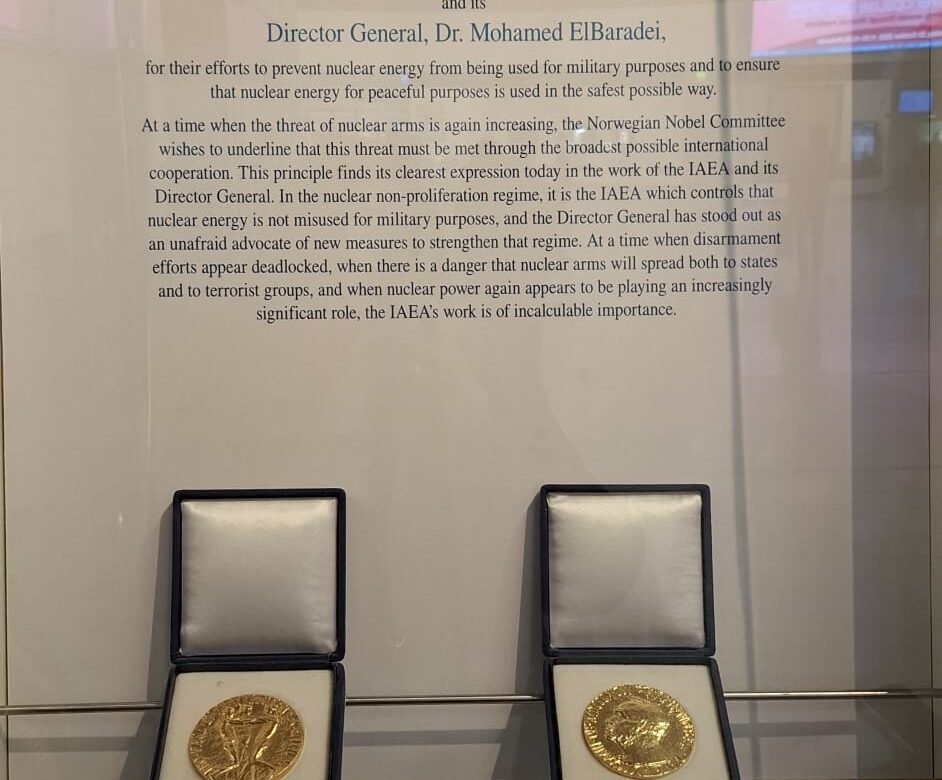 and its
Director General, Dr. Mohamed ElBaradei,
for their efforts to prevent nuclear energy from being used for military purposes and to ensure
that nuclear energy for peaceful purposes is used in the safest possible way.
At a time when the threat of nuclear arms is again increasing, the Norwegian Nobel Committee
wishes to underline that this threat must be met through the broadest possible international
cooperation. This principle finds its clearest expression today in the work of the IAEA and its
Director General. In the nuclear non-proliferation regime, it is the IAEA which controls that
nuclear energy is not misused for military purposes, and the Director General has stood out as
an unafraid advocate of new measures to strengthen that regime. At a time when disarmament
efforts appear deadlocked, when there is a danger that nuclear arms will spread both to states
and to terrorist groups, and when nuclear power again appears to be playing an increasingly
significant role, the IAEA's work is of incalculable importance.